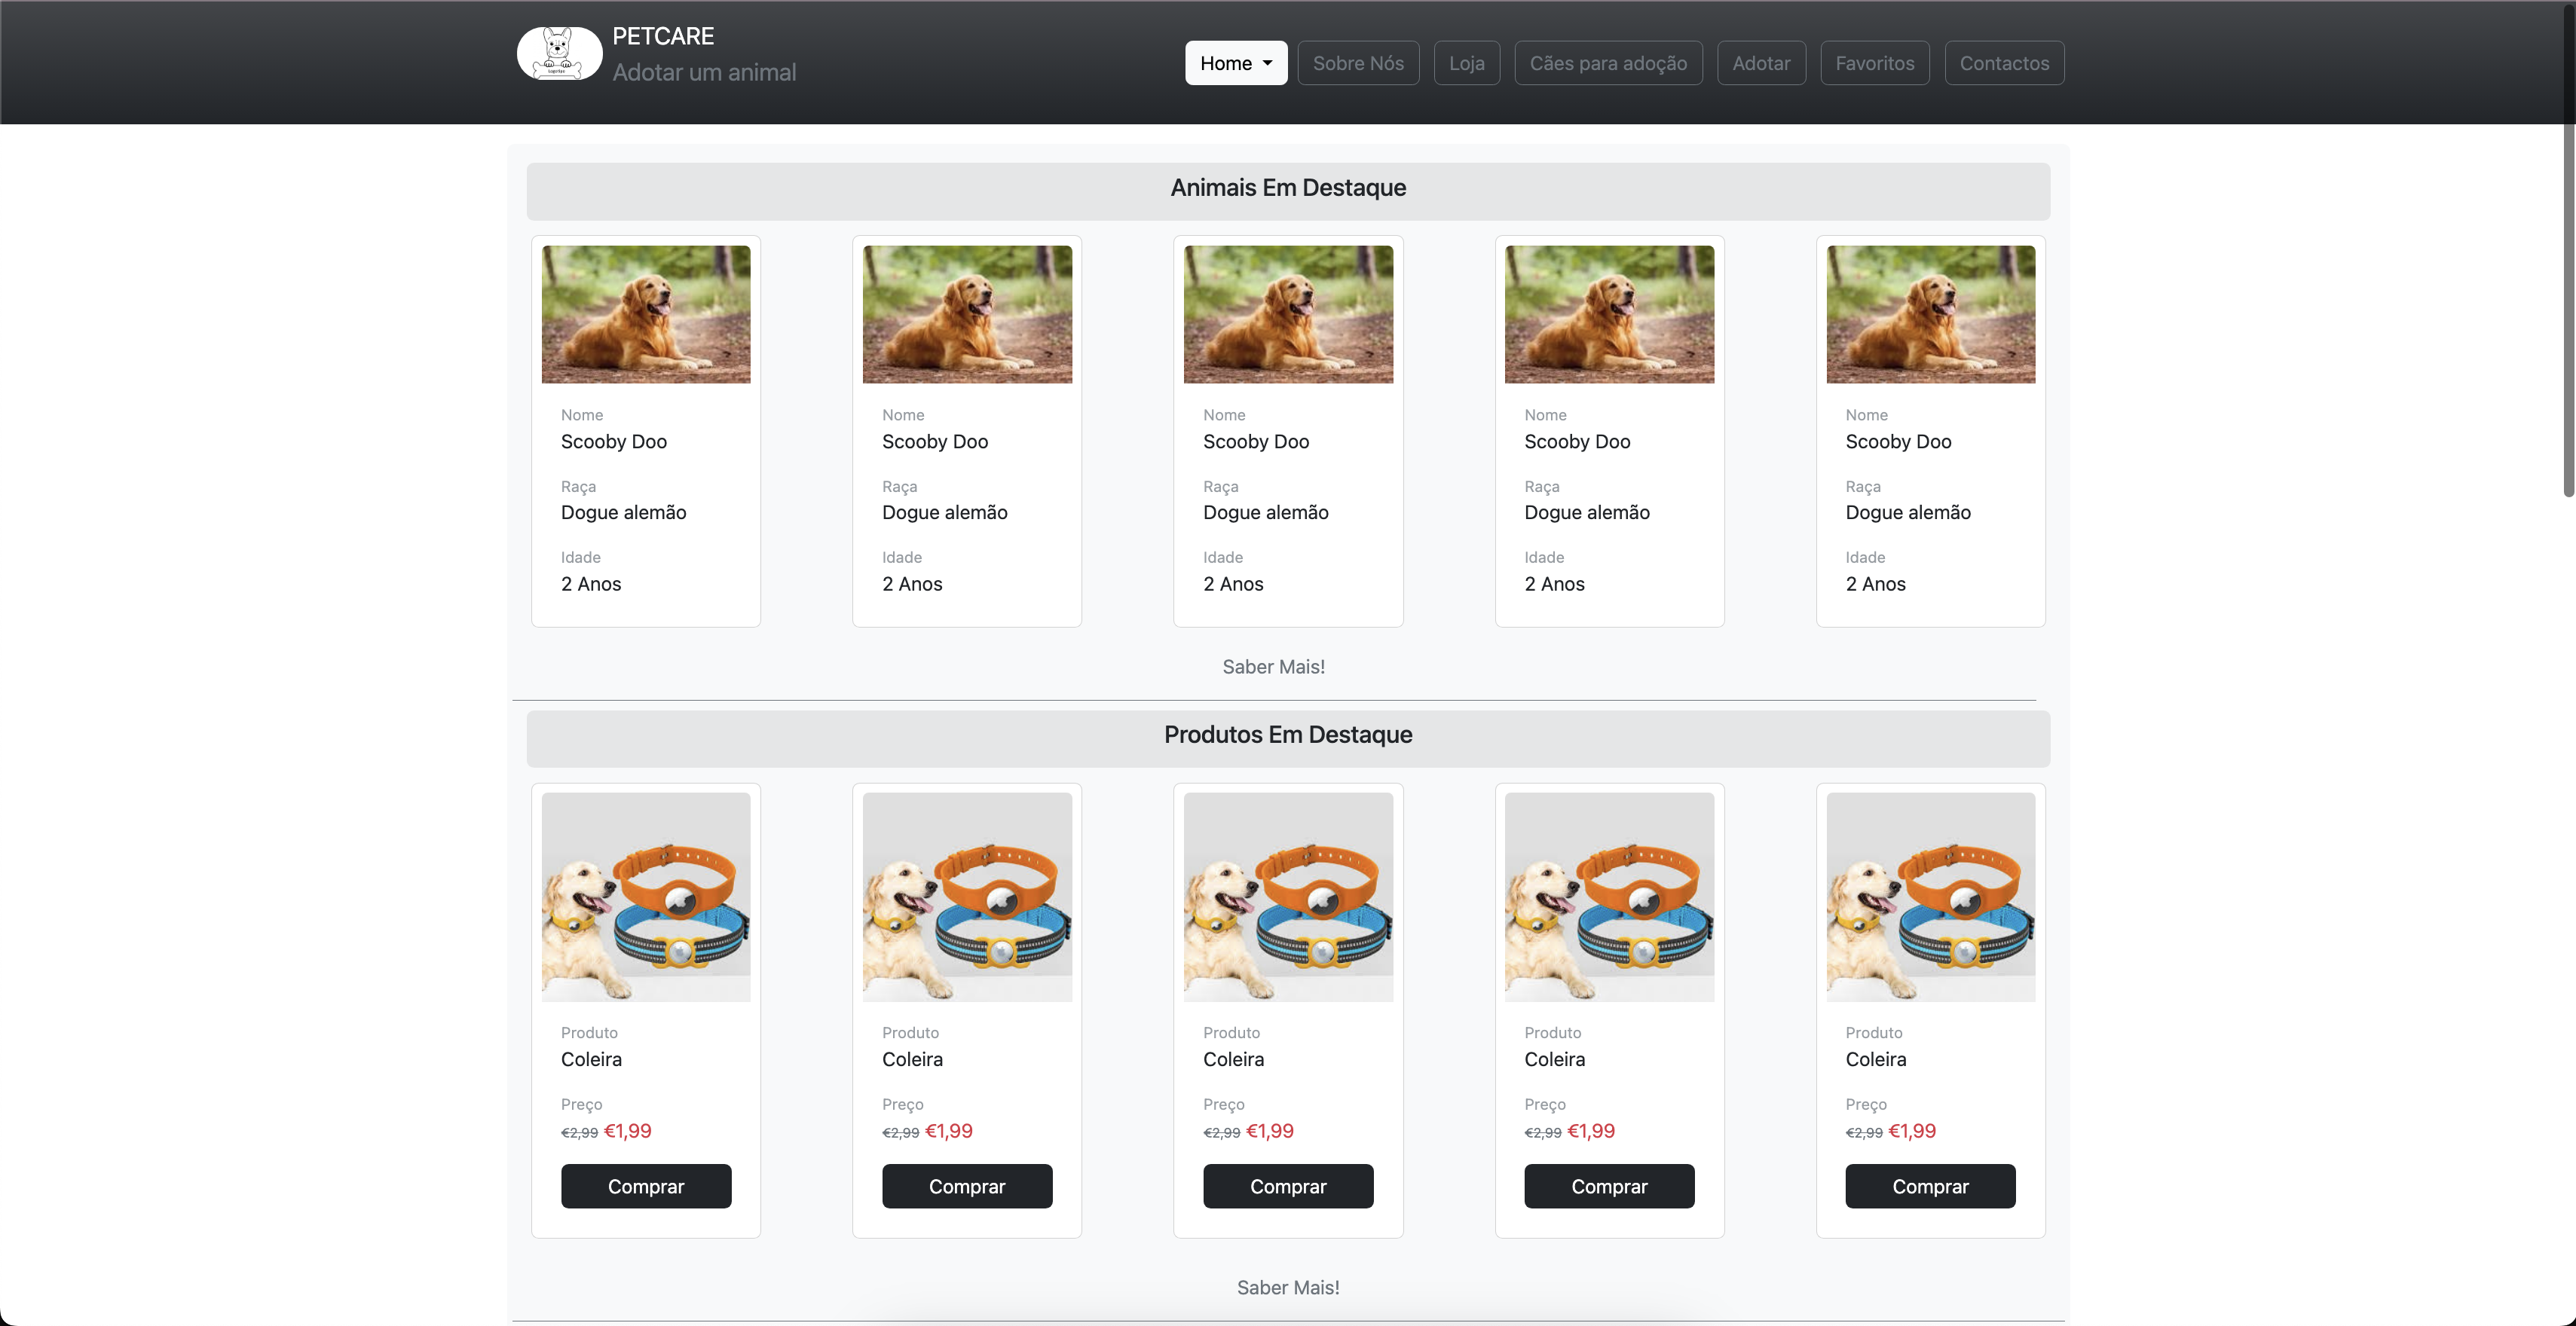 PETCARE
Adotar um animal
Home
Sobre Nós
Loja
Cães para adoção
Adotar
Favoritos
Contactos
Animais Em Destaque
Nome Nome Nome Nome Nome
Scooby Doo Scooby Doo Scooby Doo Scooby Doo Scooby Doo
Raça Raça Raça Raça Raça
Dogue alemão Dogue alemão Dogue alemão Dogue alemão Dogue alemão
Idade Idade Idade Idade Idade
2 Anos 2 Anos 2 Anos 2 Anos 2 Anos
Saber Mais!
Produtos Em Destaque
Produto Produto Produto Produto Produto
Coleira Coleira Coleira Coleira Coleira
Preço Preço Preço Preço Preço
€2,99 €1,99 €2,99 €1,99 €2,99 €1,99 €2,99 €1,99 €2,99 €1,99
Comprar Comprar Comprar Comprar Comprar
Saber Mais!